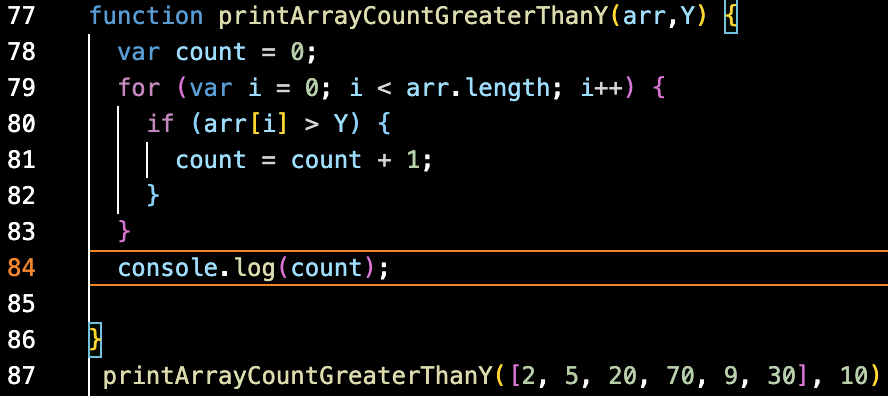 77 function printArrayCountGreaterThanY(arr,Y) {
78 var count = 0;
79 for (var i = 0; i < arr.length; i++) {
80 if (arr[i] > Y) {
81 count = count + 1;
82 }
83 }
84 console.log(count);
85
86 }
87 printArrayCountGreaterThanY([2, 5, 20, 70, 9, 30], 10)